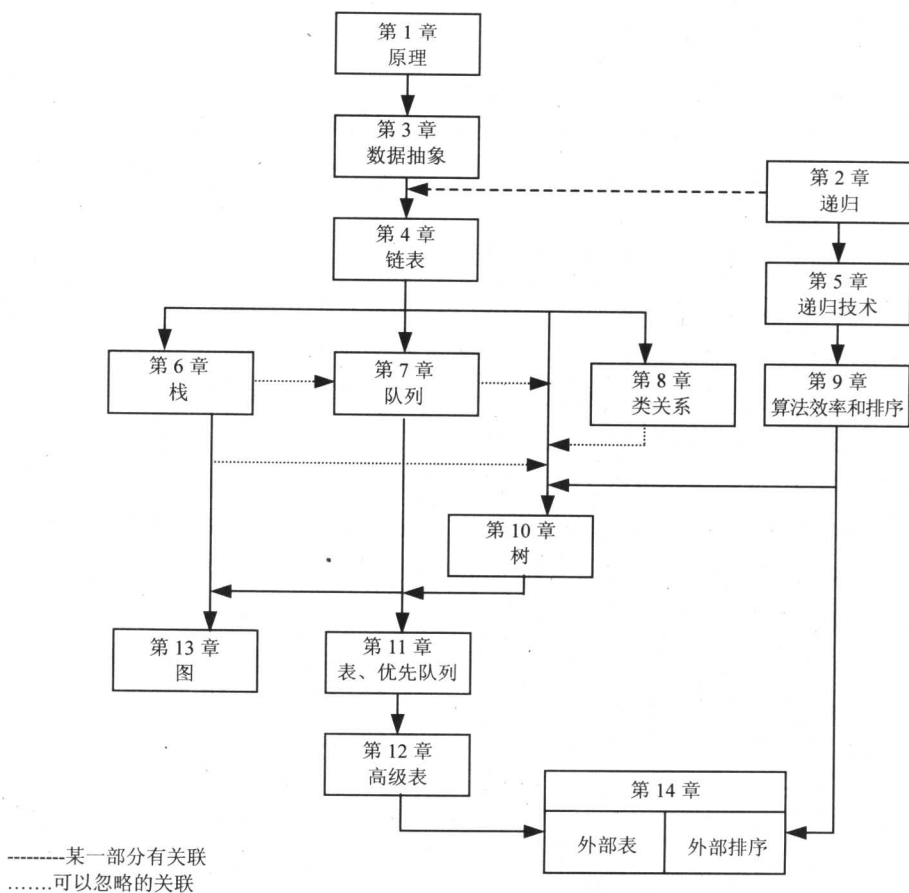 第 1 章
原理
第 3 章
数据抽象
第 2 章
递归
第 4 章
链表
第 5 章
递归技术
第 6 章
栈
第 7 章
队列
第 8 章
类关系
第 9 章
算法效率和排序
第 10 章
树
第 13 章
图
第 11 章
表、优先队列
第 12 章
高级表
第 14 章
外部表
外部排序
---------某一部分有关联
.......可以忽略的关联